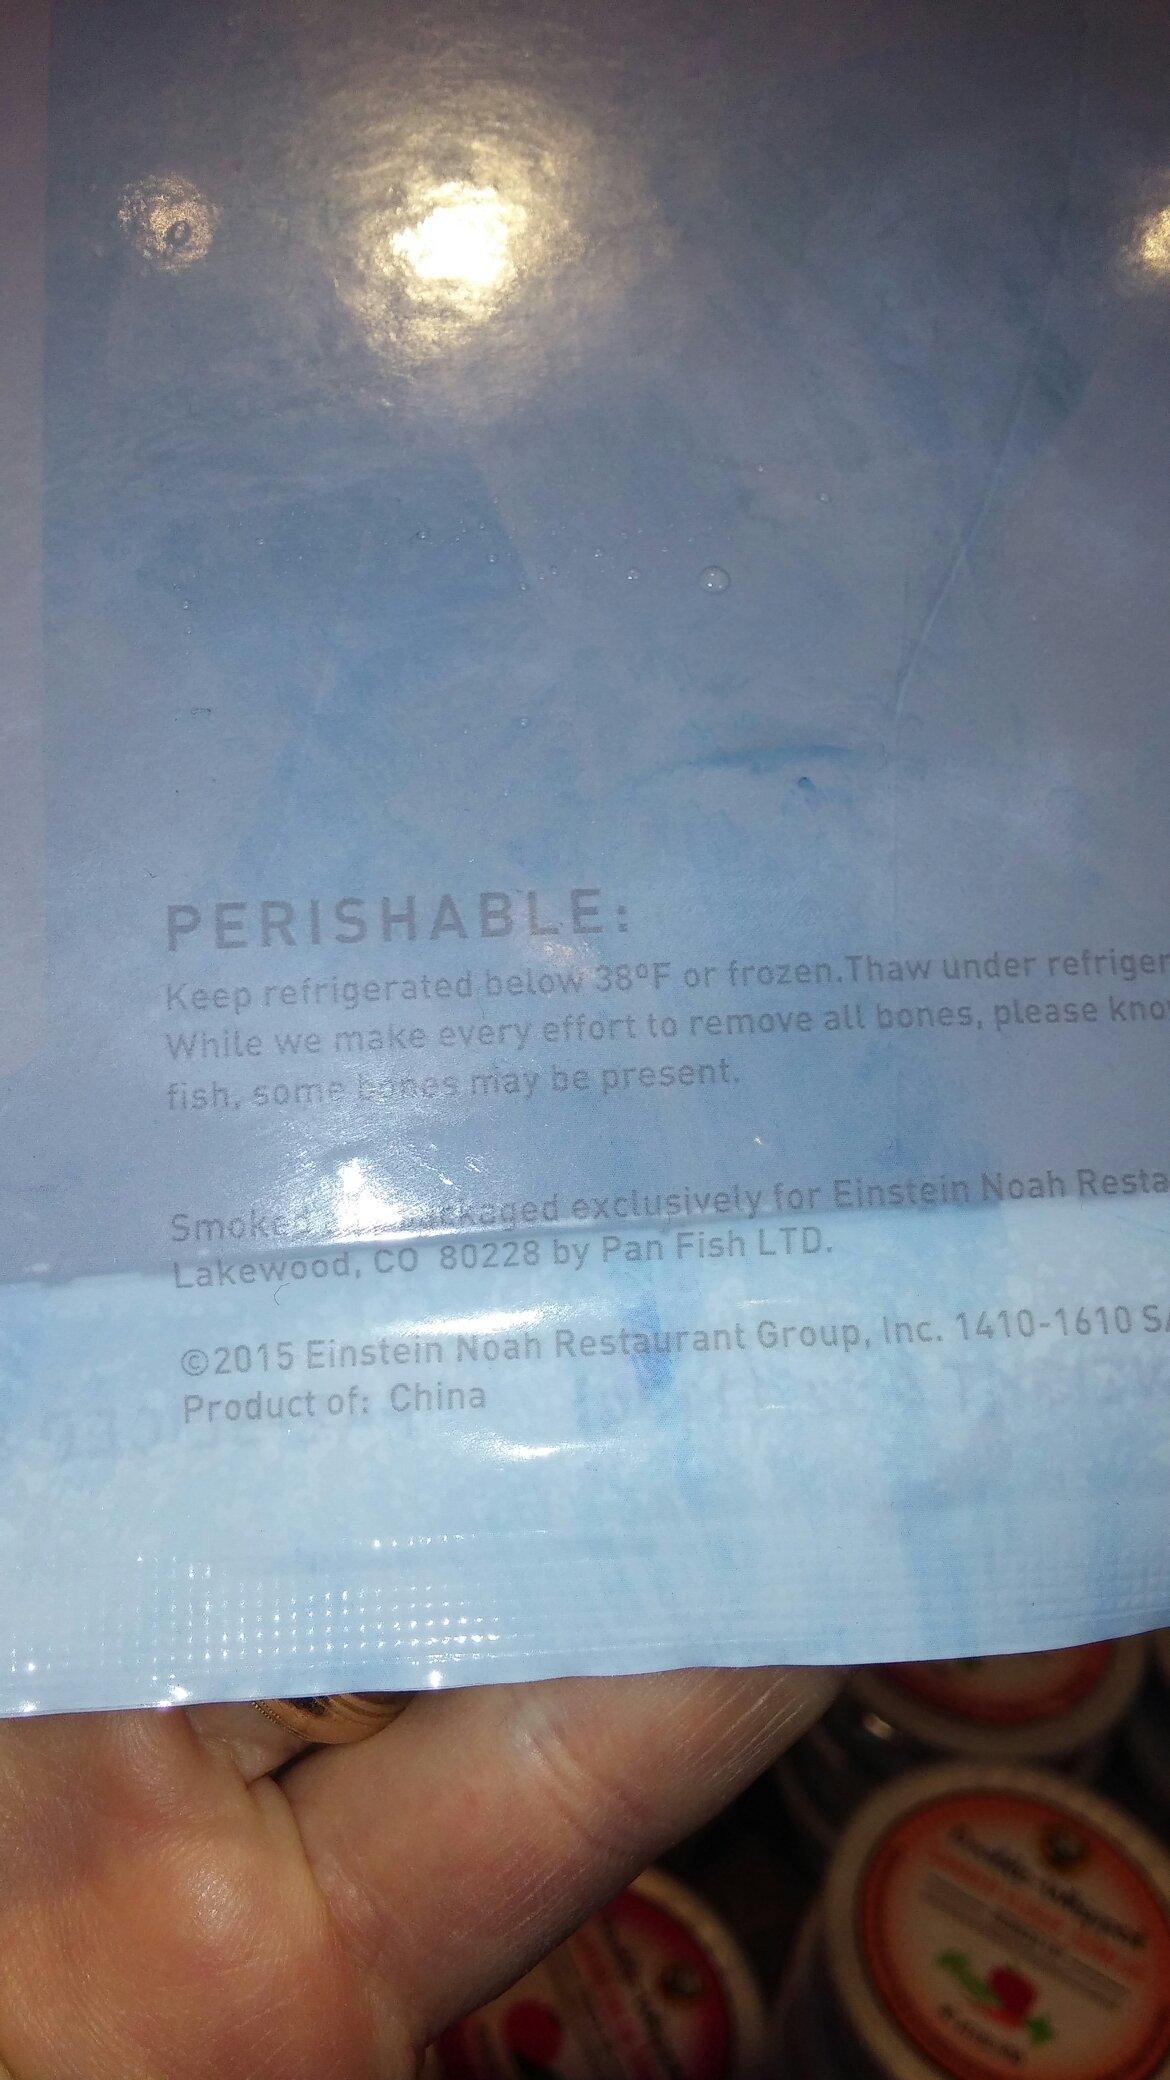 PERISHABLE:
Keep refrigerated below 38ºF or frozen.Thaw under refriger
While we make every effort to remove all bones, please kno
fish, some bones may be present.
Smoked packaged exclusively for Einstein Noah Resta
Lakewood, CO 80228 by Pan Fish LTD.
©2015 Einstein Noah Restaurant Group, Inc. 1410-1610 SA
Product of: China